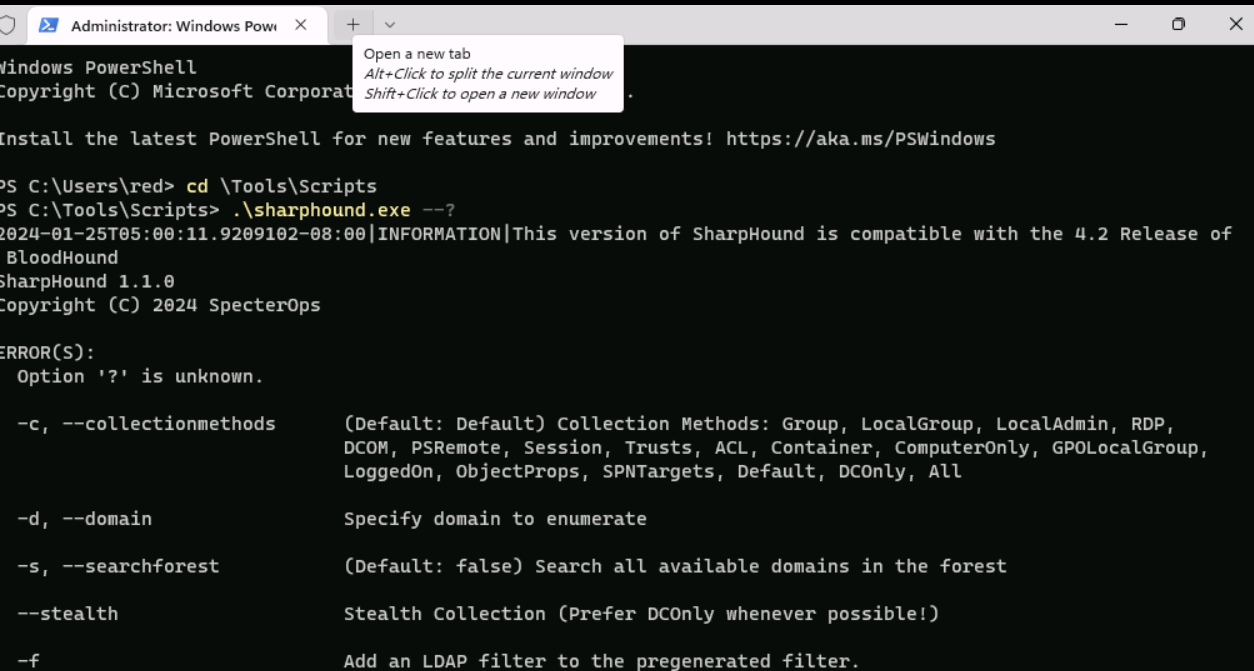 Administrator: Windows Powe
Open a new tab
Alt+Click to split the current window
Shift+Click to open a new window
Windows PowerShell
Copyright (C) Microsoft Corporat .
Install the latest PowerShell for new features and improvements! https://aka.ms/PSWindows
PS C:\Users\red> cd \Tools\Scripts
PS C:\Tools\Scripts> .\sharphound.exe --?
2024-01-25T05:00:11.9209102-08:00|INFORMATION|This version of SharpHound is compatible with the 4.2 Release of
BloodHound
SharpHound 1.1.0
Copyright (C) 2024 SpecterOps
ERROR(S):
Option '?' is unknown.
-c, --collectionmethods (Default: Default) Collection Methods: Group, LocalGroup, LocalAdmin, RDP,
DCOM, PSRemote, Session, Trusts, ACL, Container, ComputerOnly, GPOLocalGroup,
LoggedOn, ObjectProps, SPNTargets, Default, DCOnly, All
-d, --domain Specify domain to enumerate
-s, --searchforest (Default: false) Search all available domains in the forest
--stealth Stealth Collection (Prefer DCOnly whenever possible!)
-f Add an LDAP filter to the pregenerated filter.